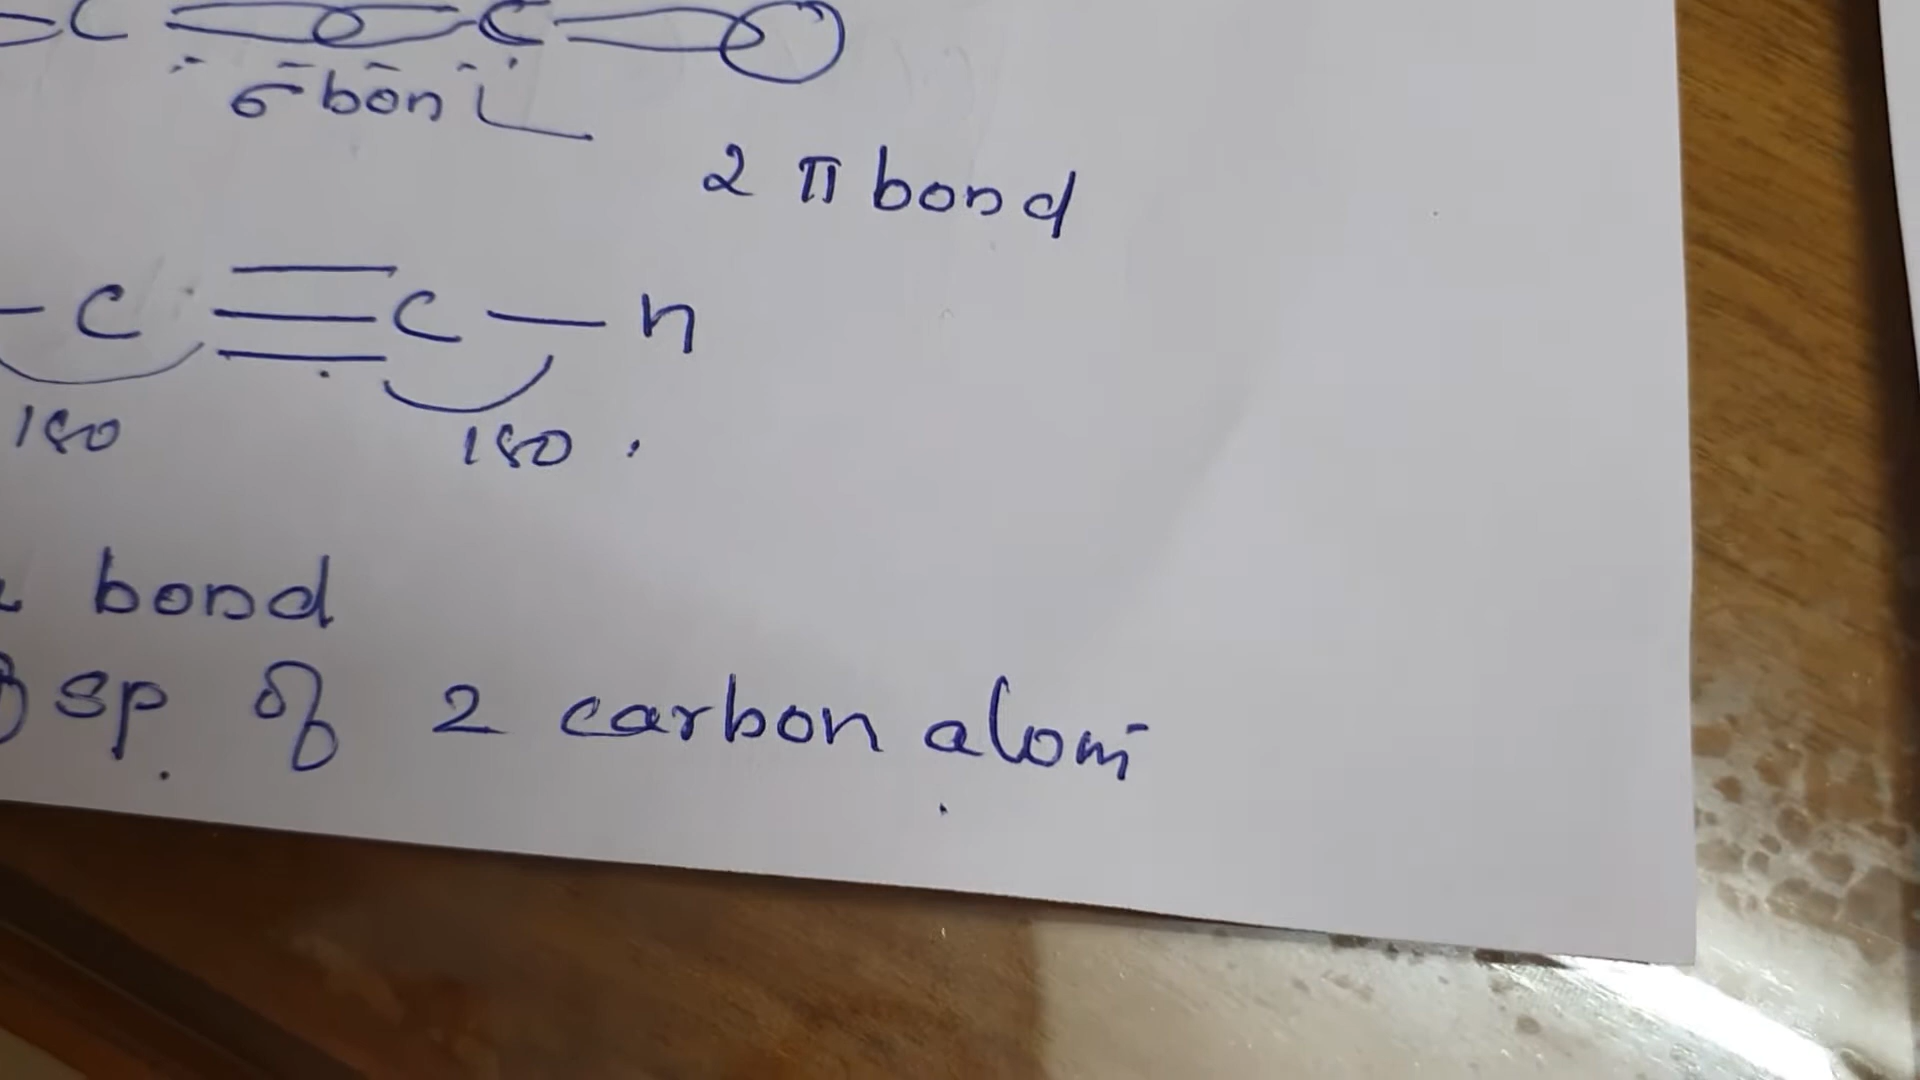 C C
σ bond
2 π bond
- C ≡ C - H
180 180
bond
sp of 2 carbon atom